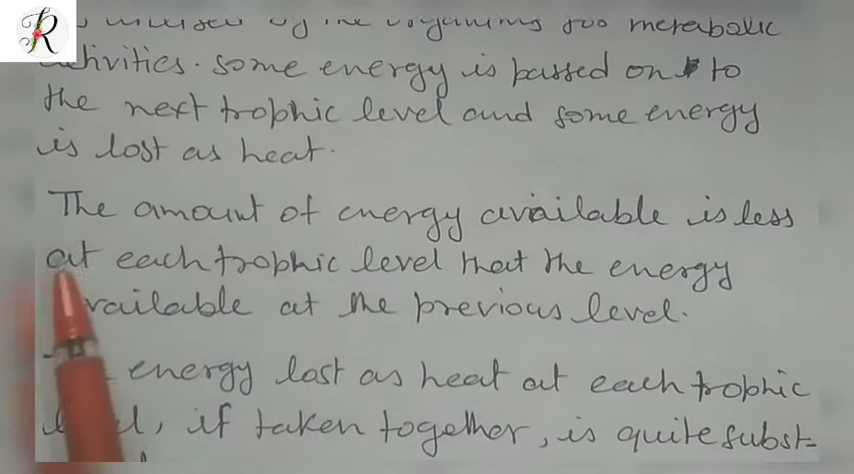 R
metabolic
activities. some energy is passed on to
the next trophic level and some energy
is lost as heat.
The amount of energy available is less
at each trophic level that the energy
available at the previous level.
energy lost as heat at each trophic
level, if taken together, is quite subst-